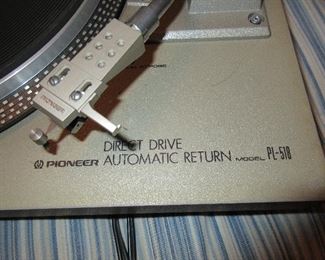 DIRECT DRIVE
PIONEER AUTOMATIC RETURN MODEL PL-518